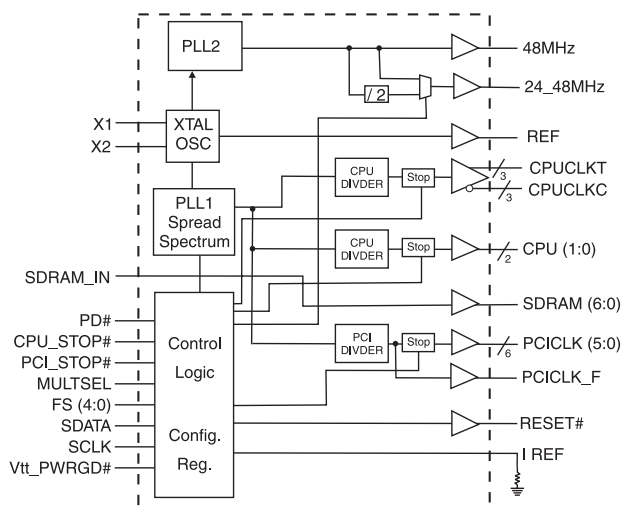 PLL2
48MHz
/ 2
24_48MHz
X1
X2
XTAL
OSC
REF
CPU
DIVDER
Stop
3
CPUCLKT
3
CPUCLKC
PLL1
Spread
Spectrum
CPU
DIVDER
Stop
2
CPU (1:0)
SDRAM_IN
SDRAM (6:0)
PD#
CPU_STOP#
PCI_STOP#
MULTSEL
FS (4:0)
SDATA
SCLK
Vtt_PWRGD#
Control
Logic
Config.
Reg.
PCI
DIVDER
Stop
6
PCICLK (5:0)
PCICLK_F
RESET#
I REF